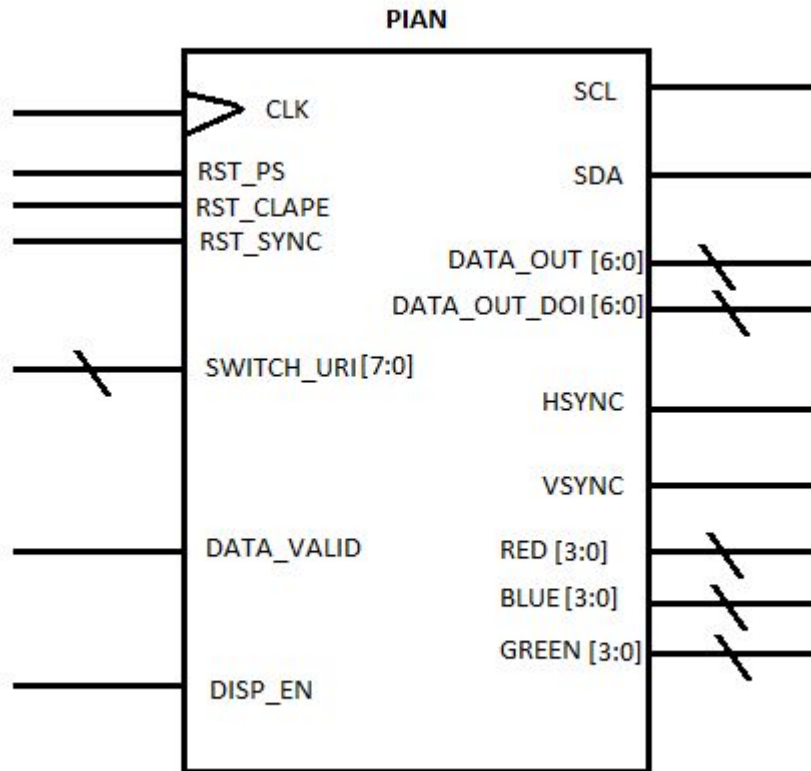 PIAN
CLK
RST_PS
RST_CLAPE
RST_SYNC
SWITCH_URI[7:0]
DATA_VALID
DISP_EN
SCL
SDA
DATA_OUT [6:0]
DATA_OUT_DOI [6:0]
HSYNC
VSYNC
RED [3:0]
BLUE [3:0]
GREEN [3:0]